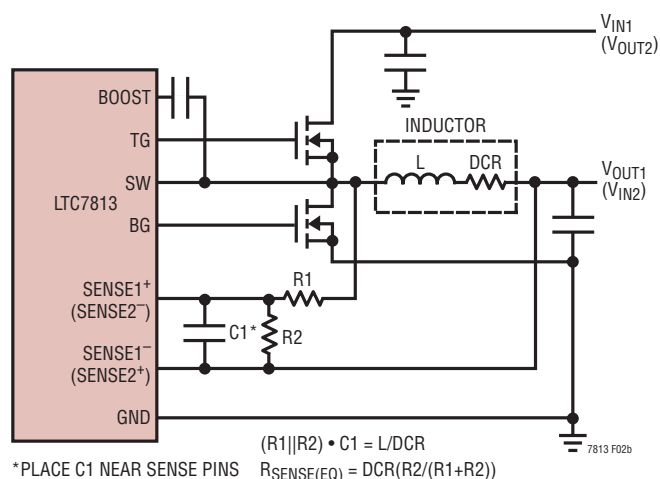 V_IN1
(V_OUT2)
BOOST
INDUCTOR
TG
L
DCR
SW
V_OUT1
(V_IN2)
LTC7813
BG
SENSE1⁺
(SENSE2⁻)
R1
C1*
R2
SENSE1⁻
(SENSE2⁺)
GND
(R1||R2) • C1 = L/DCR
7813 F02b
*PLACE C1 NEAR SENSE PINS
R_SENSE(EQ) = DCR(R2/(R1+R2))